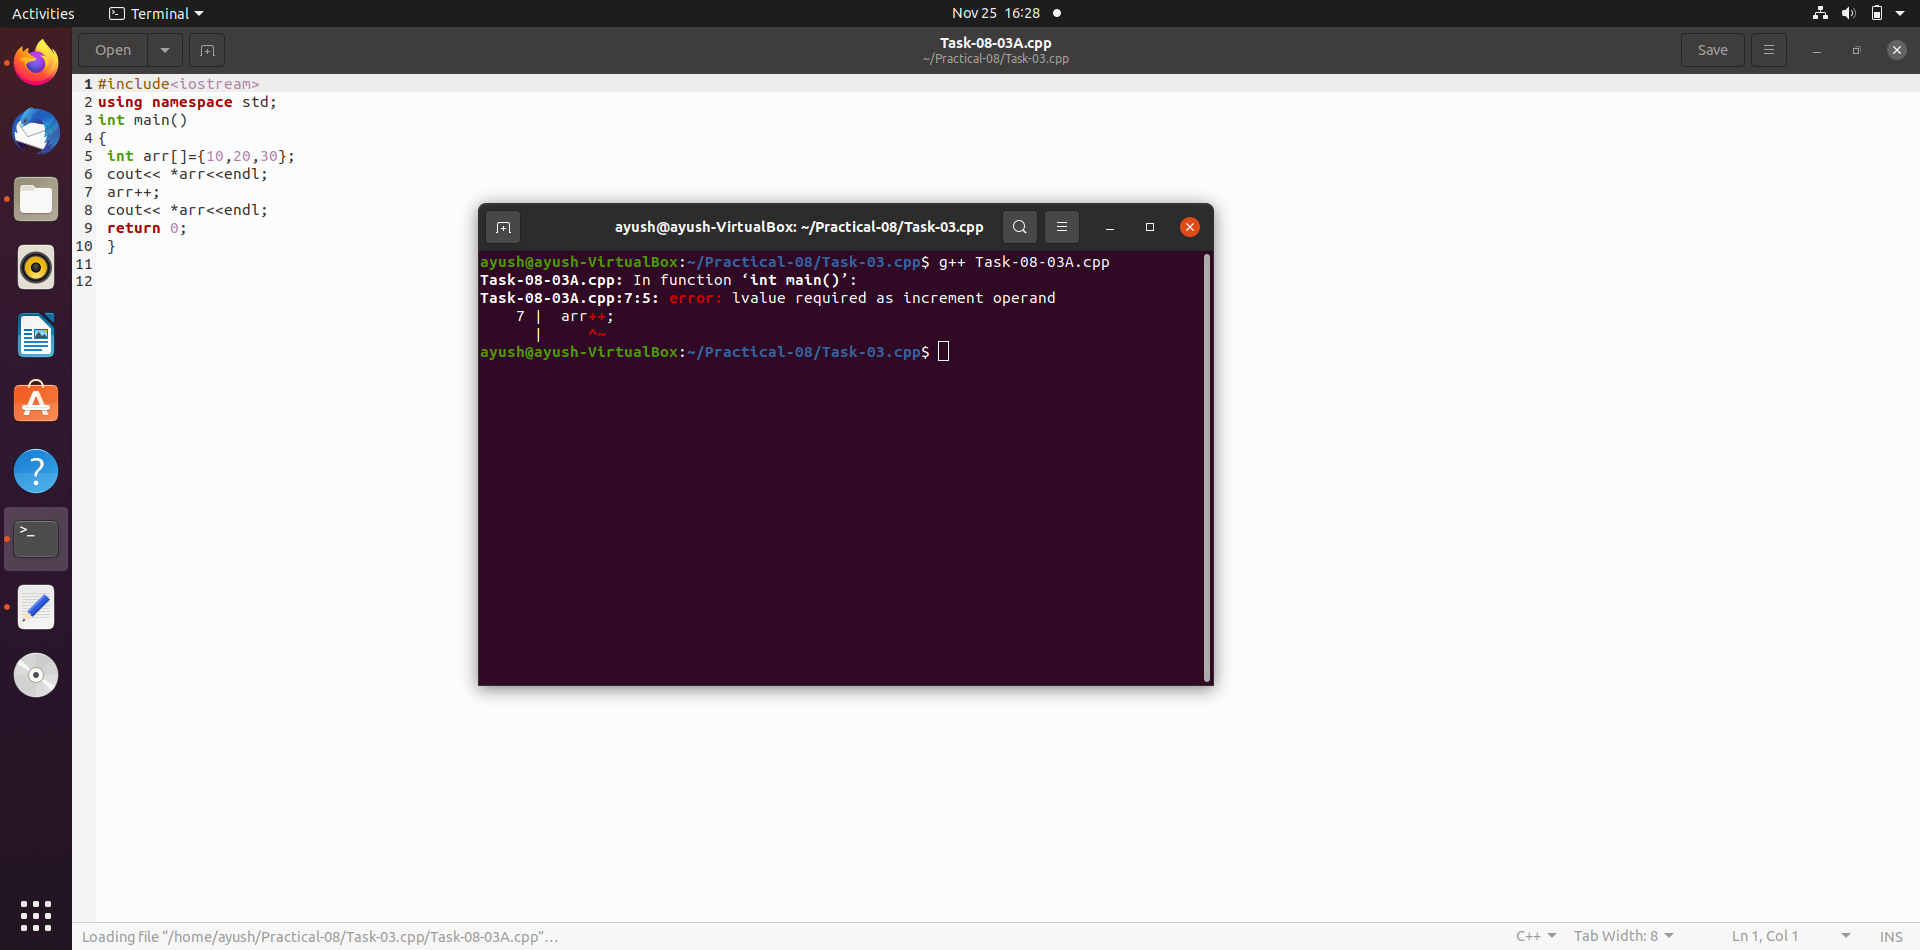 Activities
Terminal
Nov 25 16:28
Open
Task-08-03A.cpp
~/Practical-08/Task-03.cpp
Save
1 #include<iostream>
2 using namespace std;
3 int main()
4 {
5  int arr[]={10,20,30};
6  cout<< *arr<<endl;
7  arr++;
8  cout<< *arr<<endl;
9  return 0;
10  }
11
12
ayush@ayush-VirtualBox: ~/Practical-08/Task-03.cpp
ayush@ayush-VirtualBox:~/Practical-08/Task-03.cpp$ g++ Task-08-03A.cpp
Task-08-03A.cpp: In function ‘int main()’:
Task-08-03A.cpp:7:5: error: lvalue required as increment operand
    7 |  arr++;
      |     ^~
ayush@ayush-VirtualBox:~/Practical-08/Task-03.cpp$
Loading file “/home/ayush/Practical-08/Task-03.cpp/Task-08-03A.cpp”…
C++
Tab Width: 8
Ln 1, Col 1
INS